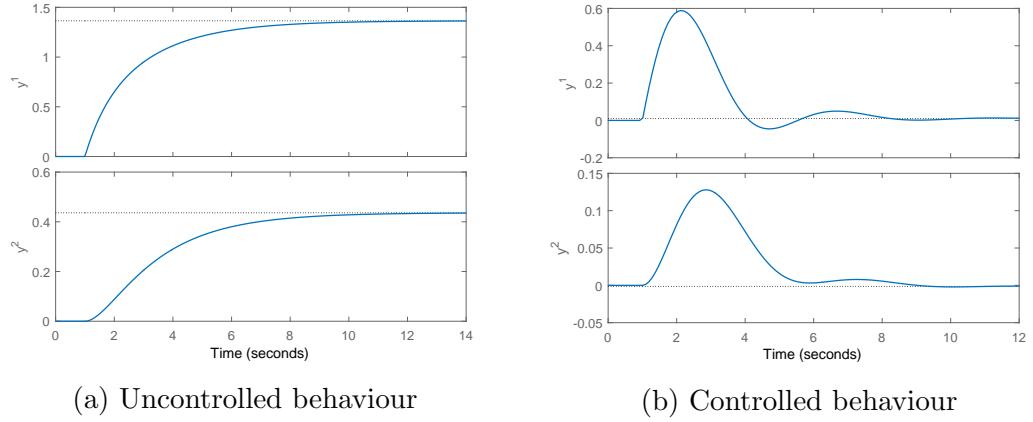 1.5
1
0.5
0
y¹
0.6
0.4
0.2
0
y²
0 2 4 6 8 10 12 14
Time (seconds)
(a) Uncontrolled behaviour
0.6
0.4
0.2
0
-0.2
y¹
0.15
0.1
0.05
0
-0.05
y²
0 2 4 6 8 10 12
Time (seconds)
(b) Controlled behaviour